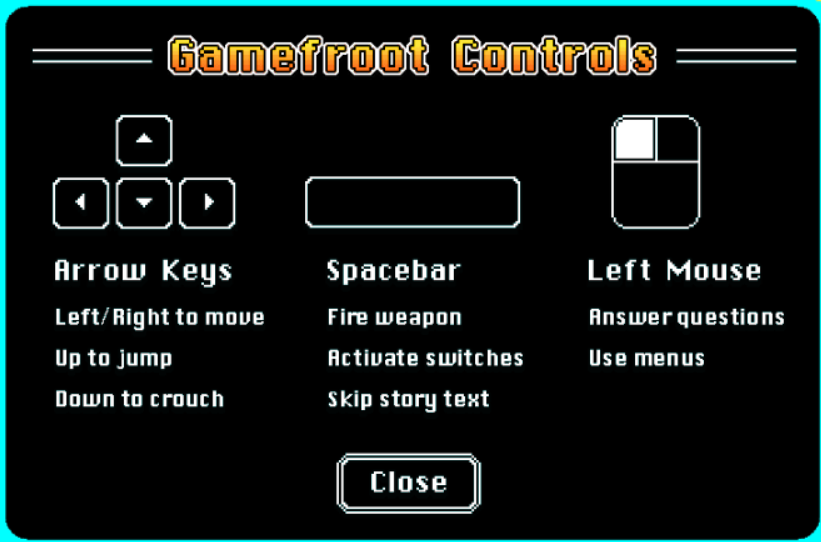 Gamefroot Controls
Arrow Keys
Left/Right to move
Up to jump
Down to crouch
Spacebar
Fire weapon
Activate switches
Skip story text
Left Mouse
Answer questions
Use menus
Close